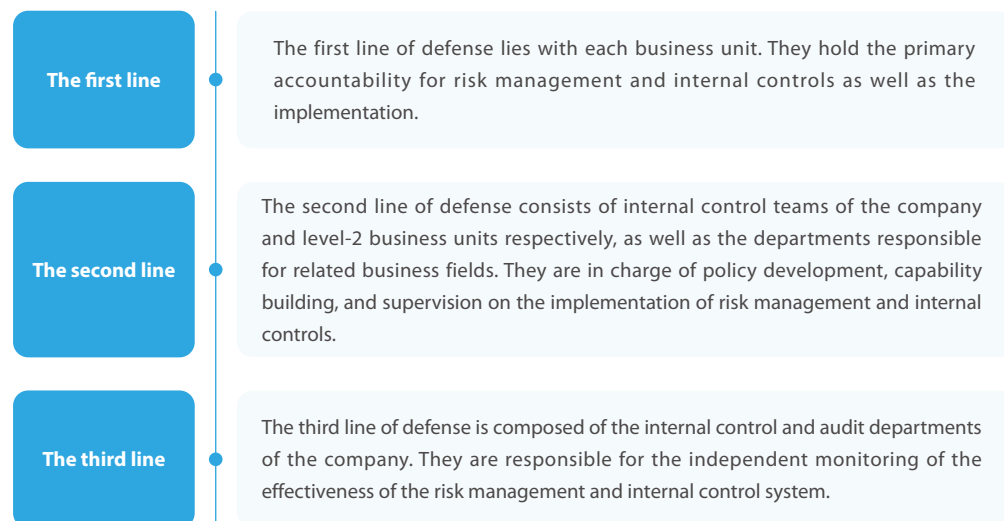 The first line
The first line of defense lies with each business unit. They hold the primary
accountability for risk management and internal controls as well as the
implementation.
The second line
The second line of defense consists of internal control teams of the company
and level-2 business units respectively, as well as the departments responsible
for related business fields. They are in charge of policy development, capability
building, and supervision on the implementation of risk management and internal
controls.
The third line
The third line of defense is composed of the internal control and audit departments
of the company. They are responsible for the independent monitoring of the
effectiveness of the risk management and internal control system.